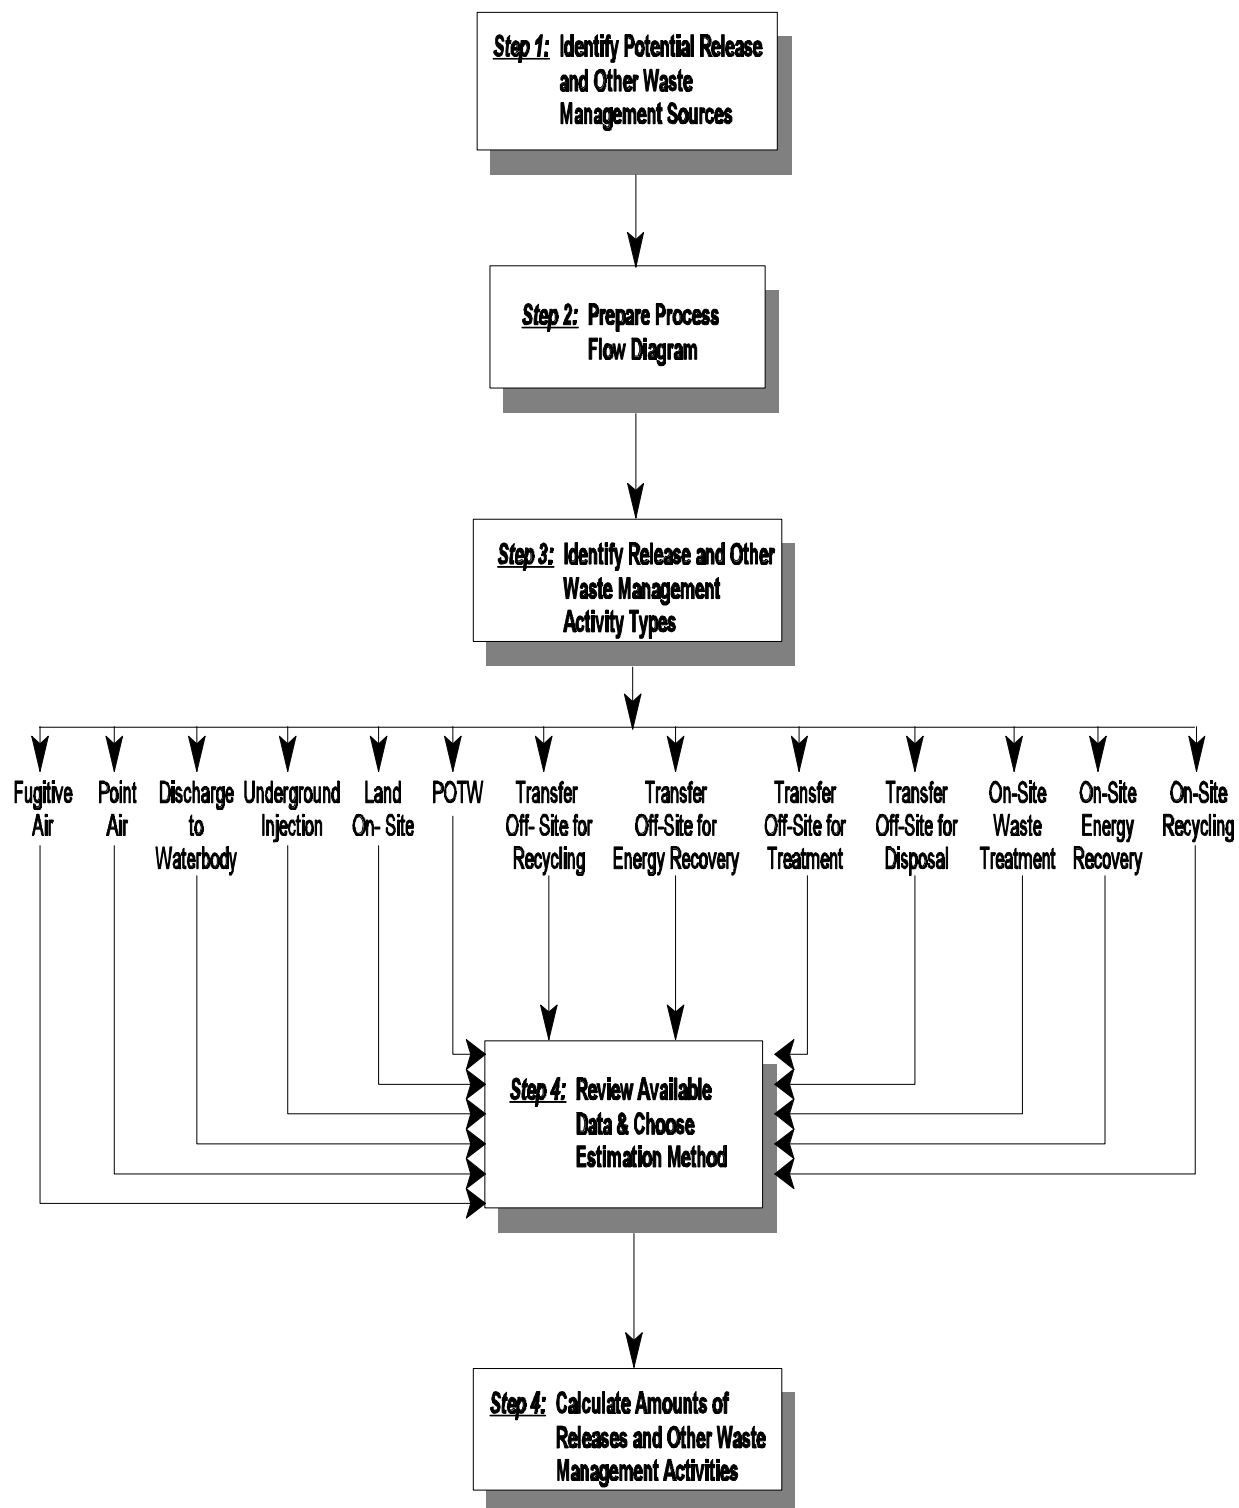 Step 1: Identify Potential Release
and Other Waste
Management Sources
Step 2: Prepare Process
Flow Diagram
Step 3: Identify Release and Other
Waste Management
Activity Types
Fugitive
Air
Point
Air
Discharge
to
Waterbody
Underground
Injection
Land
On- Site
POTW
Transfer
Off- Site for
Recycling
Transfer
Off-Site for
Energy Recovery
Transfer
Off-Site for
Treatment
Transfer
Off-Site for
Disposal
On-Site
Waste
Treatment
On-Site
Energy
Recovery
On-Site
Recycling
Step 4: Review Available
Data & Choose
Estimation Method
Step 4: Calculate Amounts of
Releases and Other Waste
Management Activities